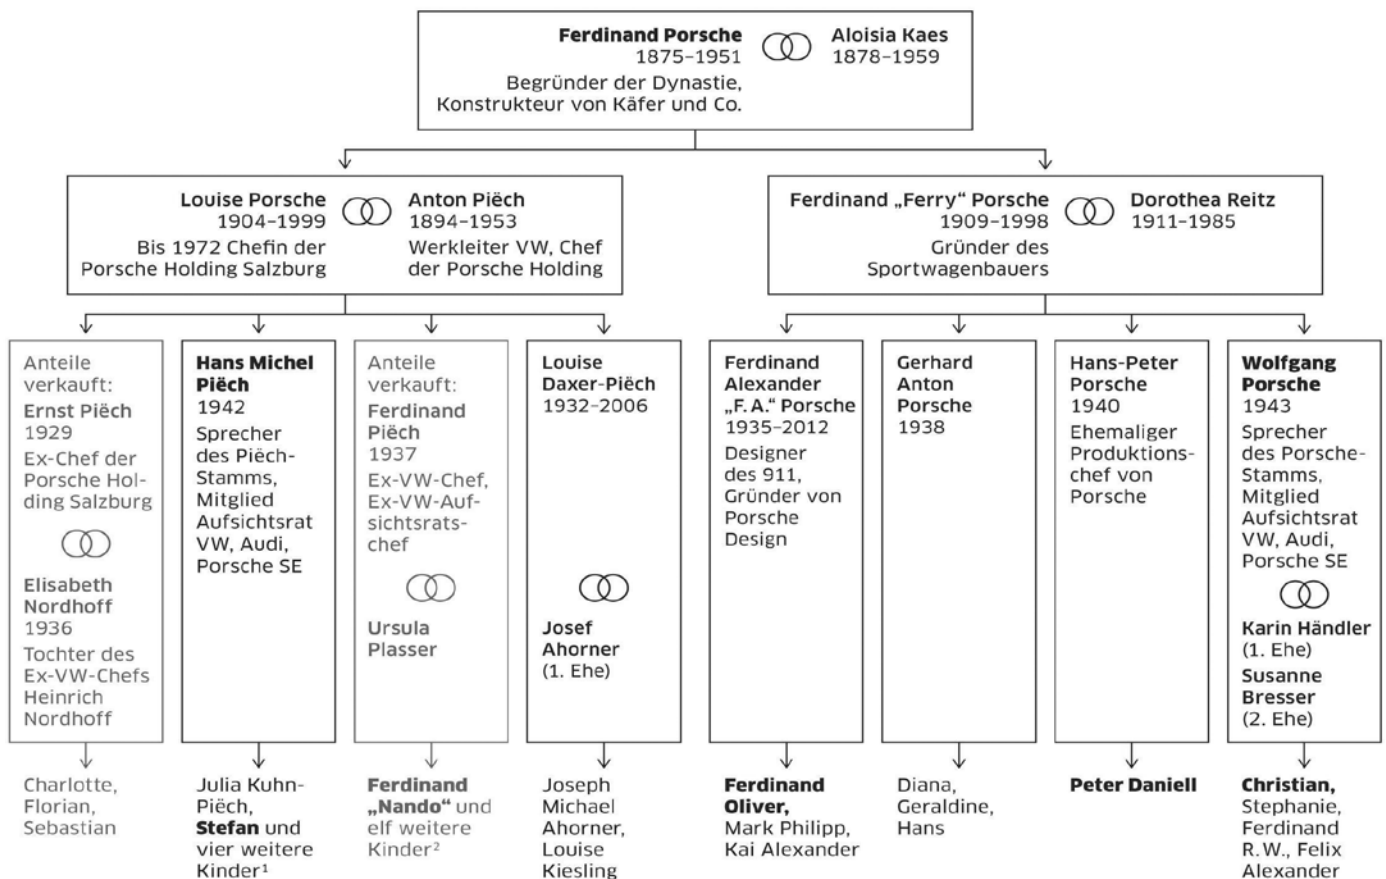 Ferdinand Porsche
1875–1951
Begründer der Dynastie,
Konstrukteur von Käfer und Co.
Aloisia Kaes
1878–1959
Louise Porsche
1904–1999
Bis 1972 Chefin der
Porsche Holding Salzburg
Anton Piëch
1894–1953
Werkleiter VW, Chef
der Porsche Holding
Ferdinand „Ferry“ Porsche
1909–1998
Gründer des
Sportwagenbauers
Dorothea Reitz
1911–1985
Anteile
verkauft:
Ernst Piëch
1929
Ex-Chef der
Porsche Hol-
ding Salzburg
Elisabeth
Nordhoff
1936
Tochter des
Ex-VW-Chefs
Heinrich
Nordhoff
Charlotte,
Florian,
Sebastian
Hans Michel
Piëch
1942
Sprecher
des Piëch-
Stamms,
Mitglied
Aufsichtsrat
VW, Audi,
Porsche SE
Julia Kuhn-
Piëch,
Stefan und
vier weitere
Kinder¹
Anteile
verkauft:
Ferdinand
Piëch
1937
Ex-VW-Chef,
Ex-VW-Auf-
sichtsrats-
chef
Ursula
Plasser
Ferdinand
„Nando“ und
elf weitere
Kinder²
Louise
Daxer-Piëch
1932–2006
Josef
Ahorner
(1. Ehe)
Joseph
Michael
Ahorner,
Louise
Kiesling
Ferdinand
Alexander
„F. A.“ Porsche
1935–2012
Designer
des 911,
Gründer von
Porsche
Design
Ferdinand
Oliver,
Mark Philipp,
Kai Alexander
Gerhard
Anton
Porsche
1938
Diana,
Geraldine,
Hans
Hans-Peter
Porsche
1940
Ehemaliger
Produktions-
chef von
Porsche
Peter Daniell
Wolfgang
Porsche
1943
Sprecher
des Porsche-
Stamms,
Mitglied
Aufsichtsrat
VW, Audi,
Porsche SE
Karin Händler
(1. Ehe)
Susanne
Bresser
(2. Ehe)
Christian,
Stephanie,
Ferdinand
R. W., Felix
Alexander